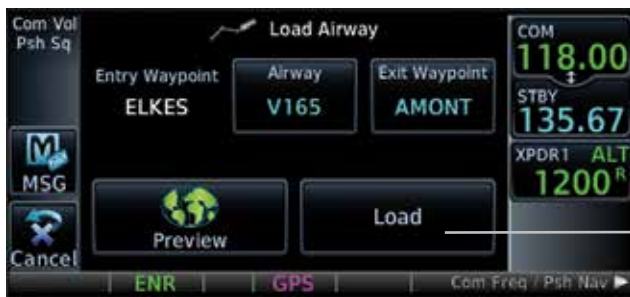 Com Vol
Psh Sq
Load Airway
Entry Waypoint
ELKES
Airway
V165
Exit Waypoint
AMONT
MSG
Cancel
Preview
Load
COM
118.00
STBY
135.67
XPDR1 ALT
1200 R
ENR
GPS
Com Freq / Psh Nav